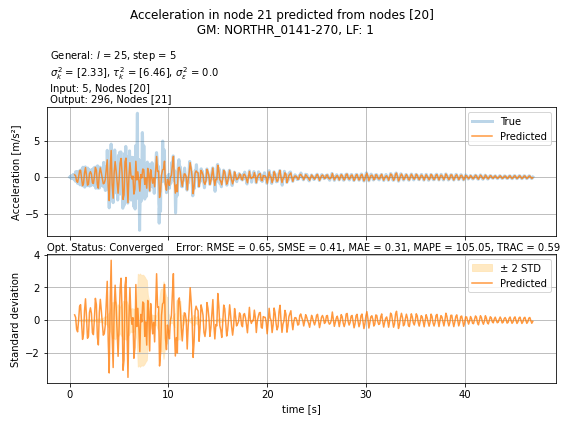 Acceleration in node 21 predicted from nodes [20]
GM: NORTHR_0141-270, LF: 1
General: l = 25, step = 5
σ²k = [2.33], τ²k = [6.46], σ²ε = 0.0
Input: 5, Nodes [20]
Output: 296, Nodes [21]
Acceleration [m/s²]
5
0
−5
True
Predicted
Opt. Status: Converged Error: RMSE = 0.65, SMSE = 0.41, MAE = 0.31, MAPE = 105.05, TRAC = 0.59
Standard deviation
4
2
0
−2
± 2 STD
Predicted
0 10 20 30 40
time [s]